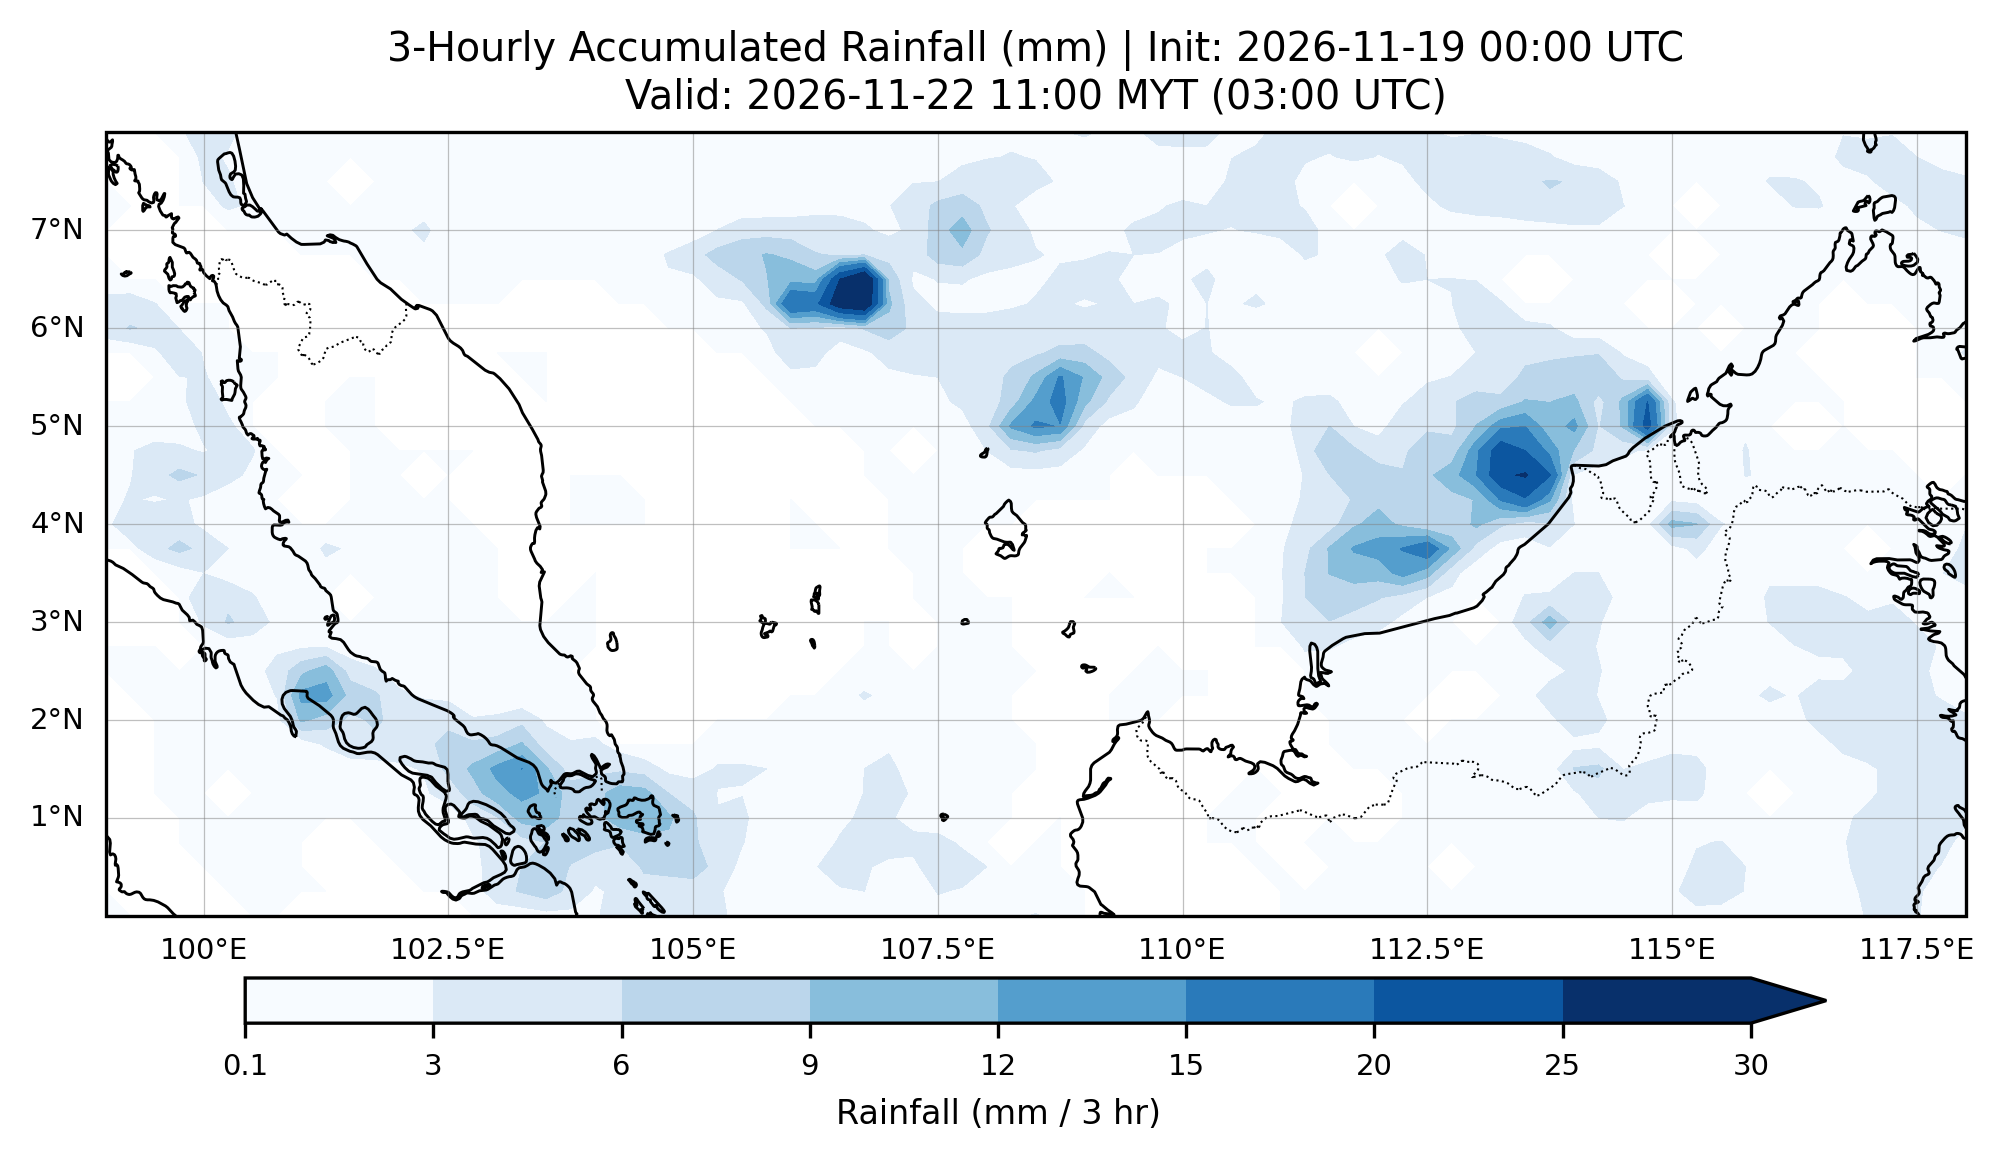 3-Hourly Accumulated Rainfall (mm) | Init: 2026-11-19 00:00 UTC
Valid: 2026-11-22 11:00 MYT (03:00 UTC)
7°N
6°N
5°N
4°N
3°N
2°N
1°N
100°E 102.5°E 105°E 107.5°E 110°E 112.5°E 115°E 117.5°E
0.1 3 6 9 12 15 20 25 30
Rainfall (mm / 3 hr)